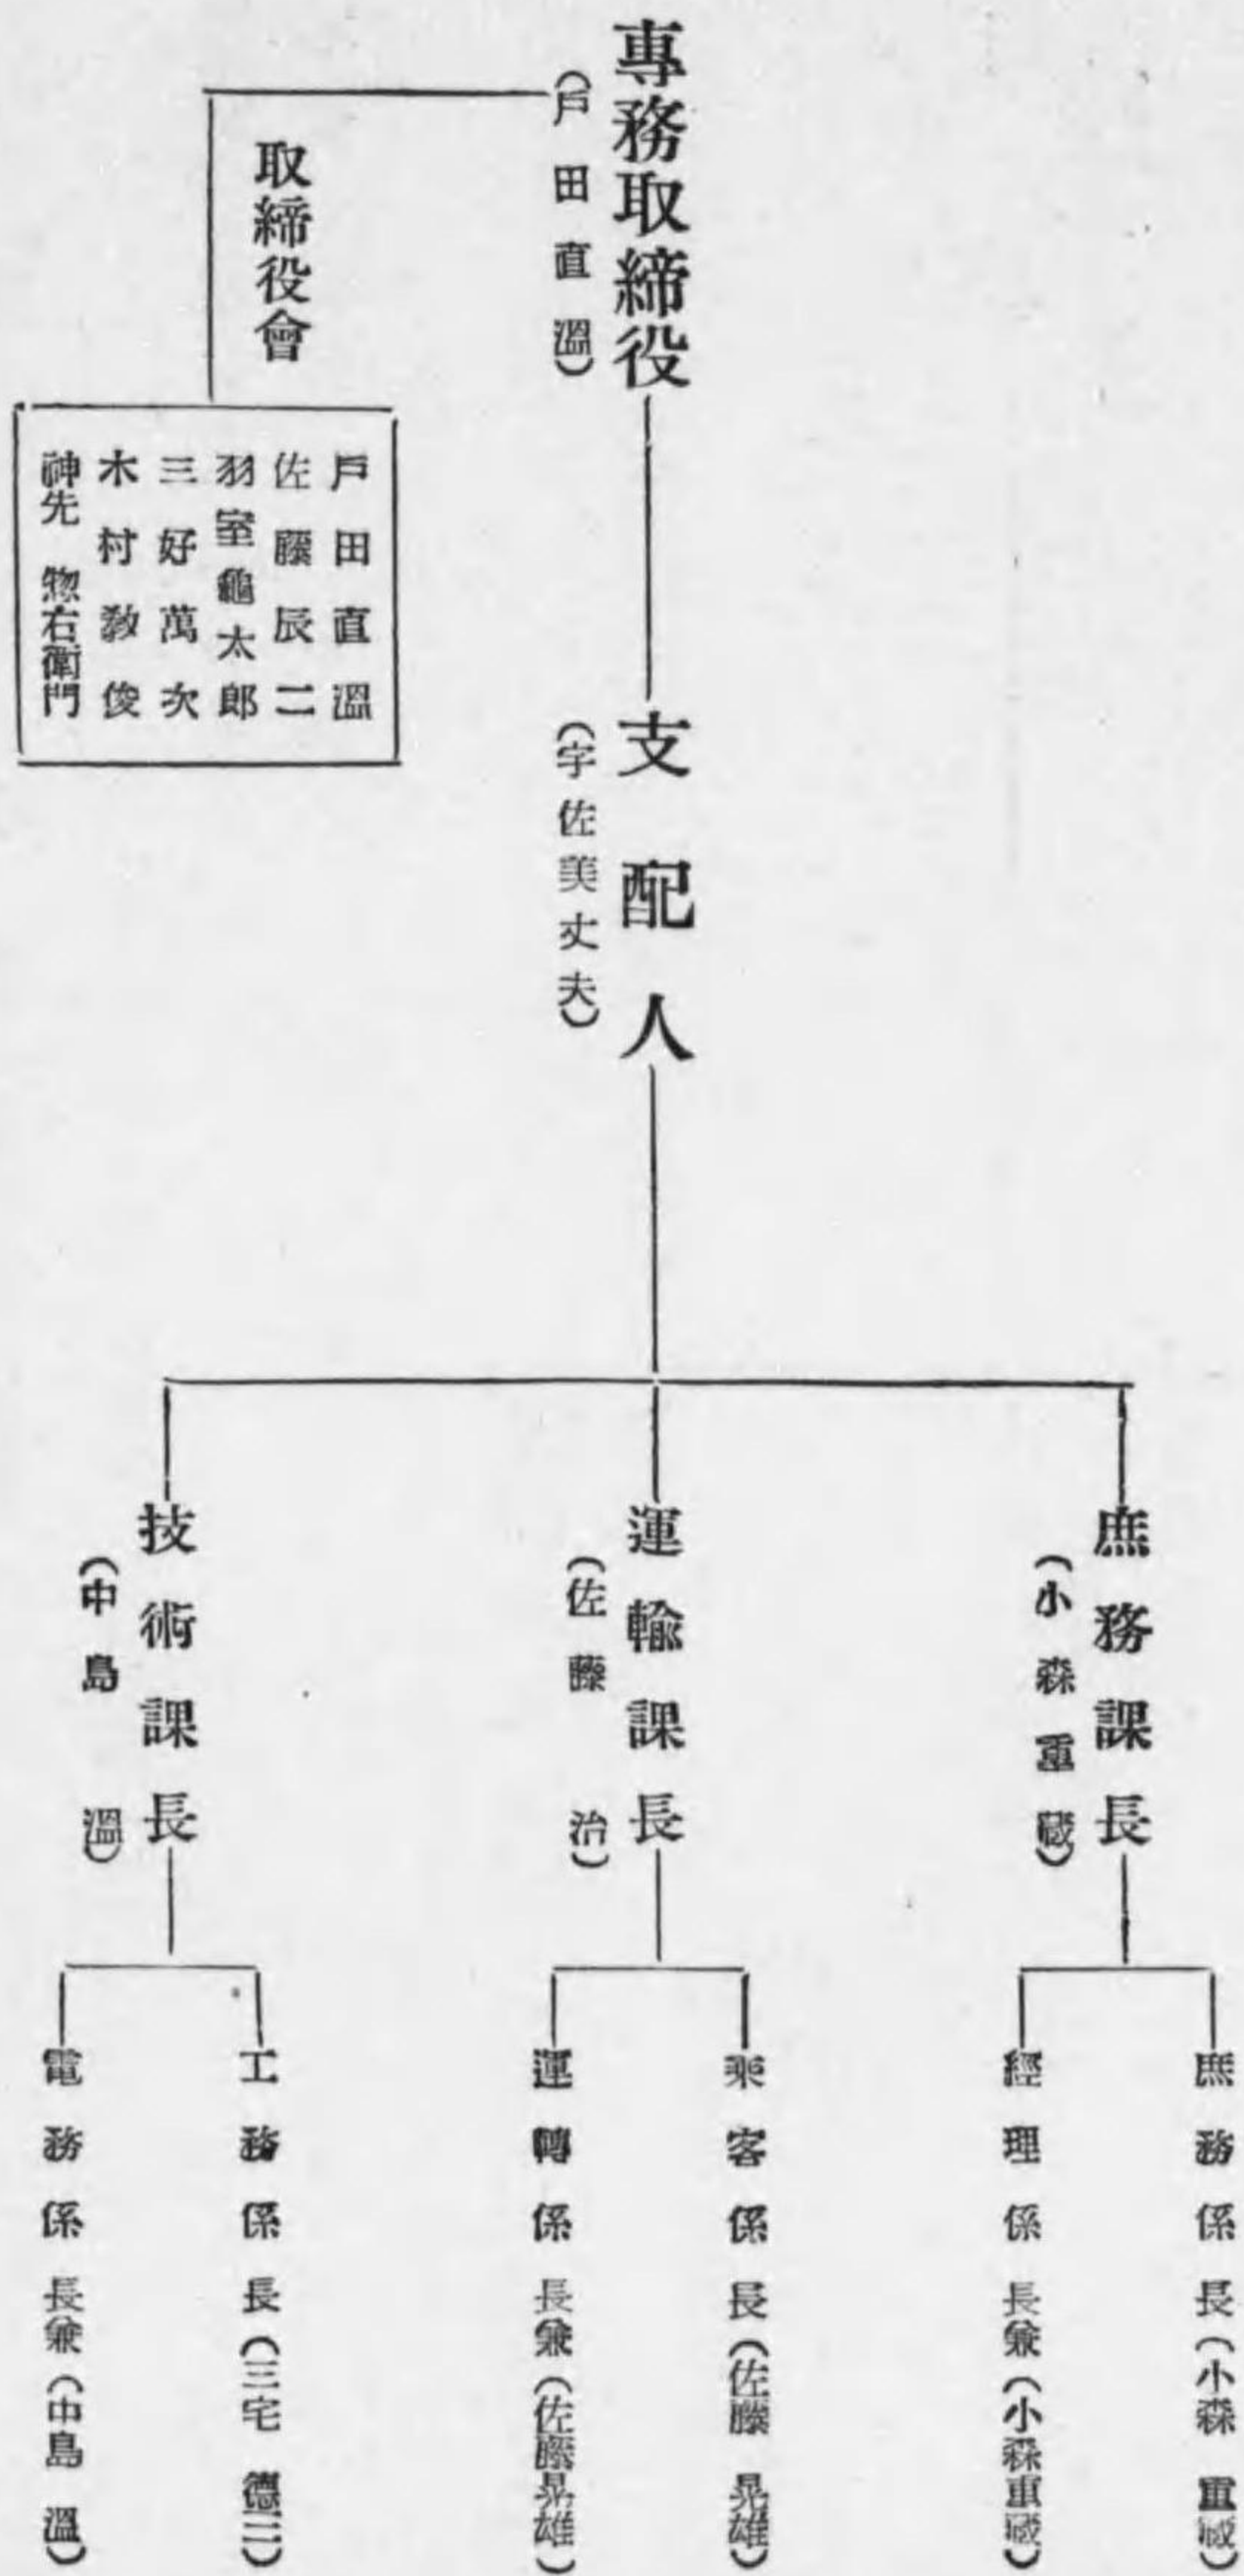 專務取締役
(戶田直溫)
取締役會
戶田直溫
佐藤辰二
羽室龜太郎
三好萬次
木村敎俊
神先 惣右衛門
支配人
(宇佐美丈夫)
庶務課長
(小森重藏)
庶務係長(小森 重藏)
經理係長兼(小森重藏)
運輸課長
(佐藤 治)
乘客係長(佐藤 晃雄)
運轉係長兼(佐藤晃雄)
技術課長
(中島 溫)
工務係長(三宅 德三)
電務係長兼(中島 溫)